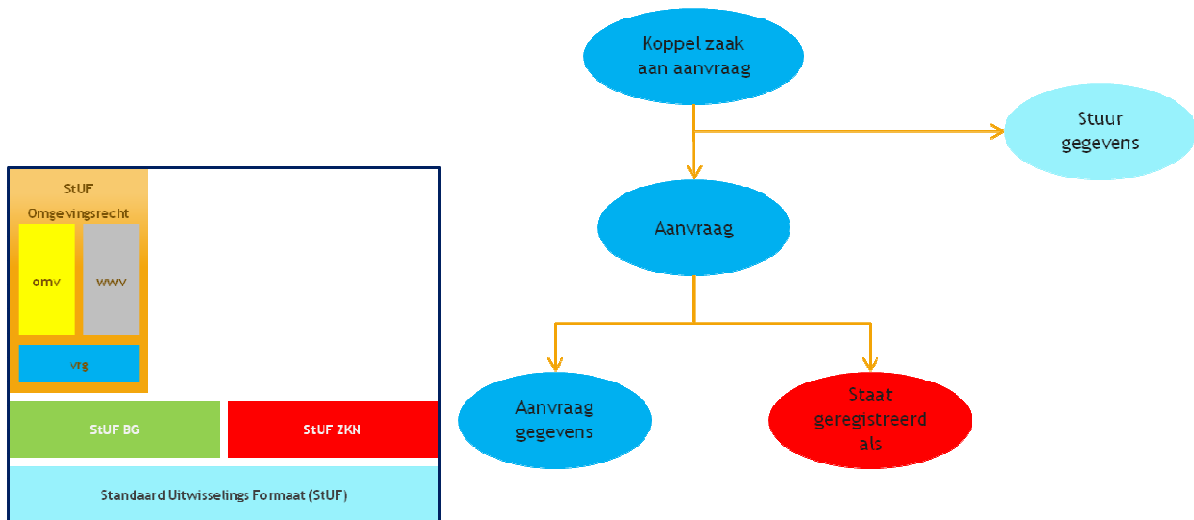 Koppel zaak
aan aanvraag
Stuur
gegevens
Aanvraag
Aanvraag
gegevens
Staat
geregistreerd
als
StUF
Omgevingsrecht
omv
wwv
vrg
StUF BG
StUF ZKN
Standaard Uitwisselings Formaat (StUF)